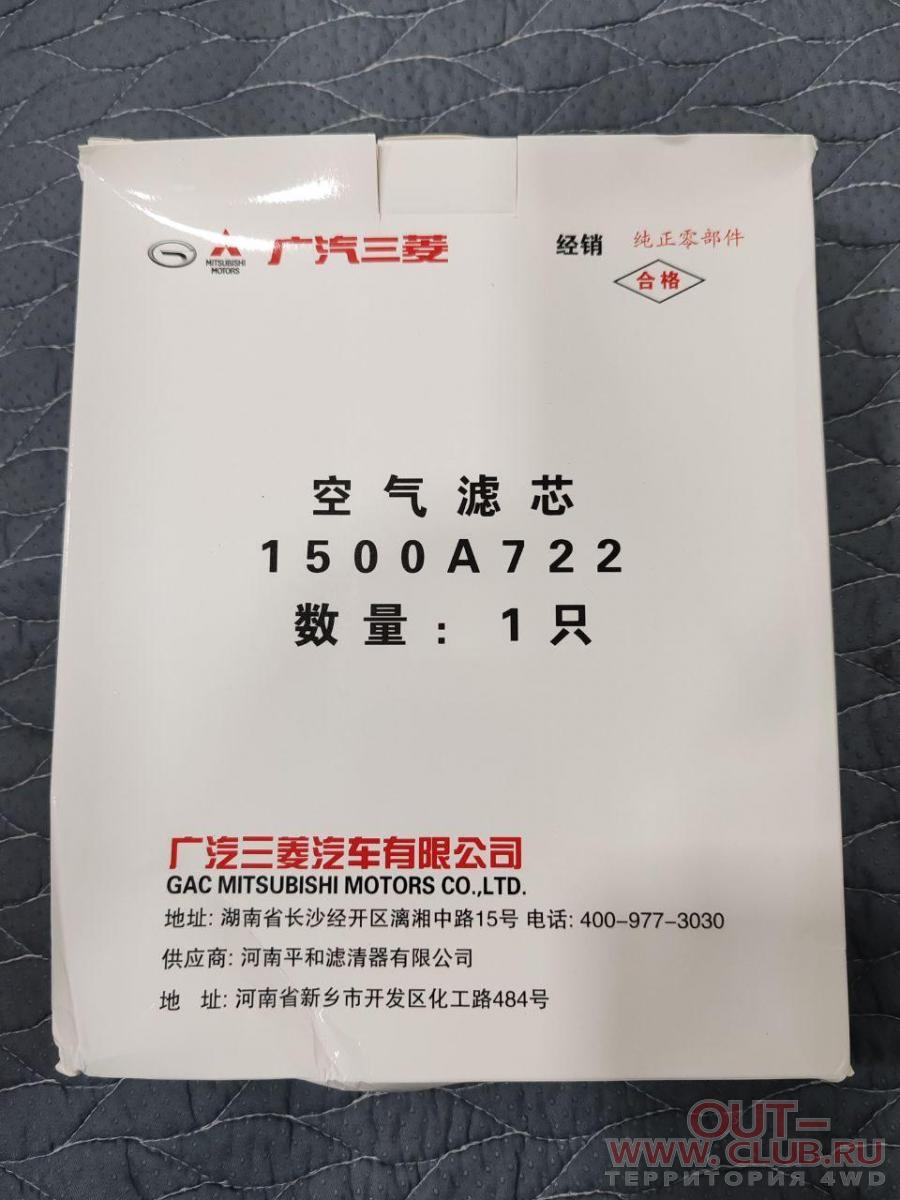 MITSUBISHI
MOTORS
广汽三菱
经销 纯正零部件
合格
空气滤芯
1500A722
数量：1只
广汽三菱汽车有限公司
GAC MITSUBISHI MOTORS CO.,LTD.
地址: 湖南省长沙经开区漓湘中路15号 电话: 400-977-3030
供应商: 河南平和滤清器有限公司
地 址: 河南省新乡市开发区化工路484号
OUT-
WWW.CLUB.RU
ТЕРРИТОРИЯ 4WD